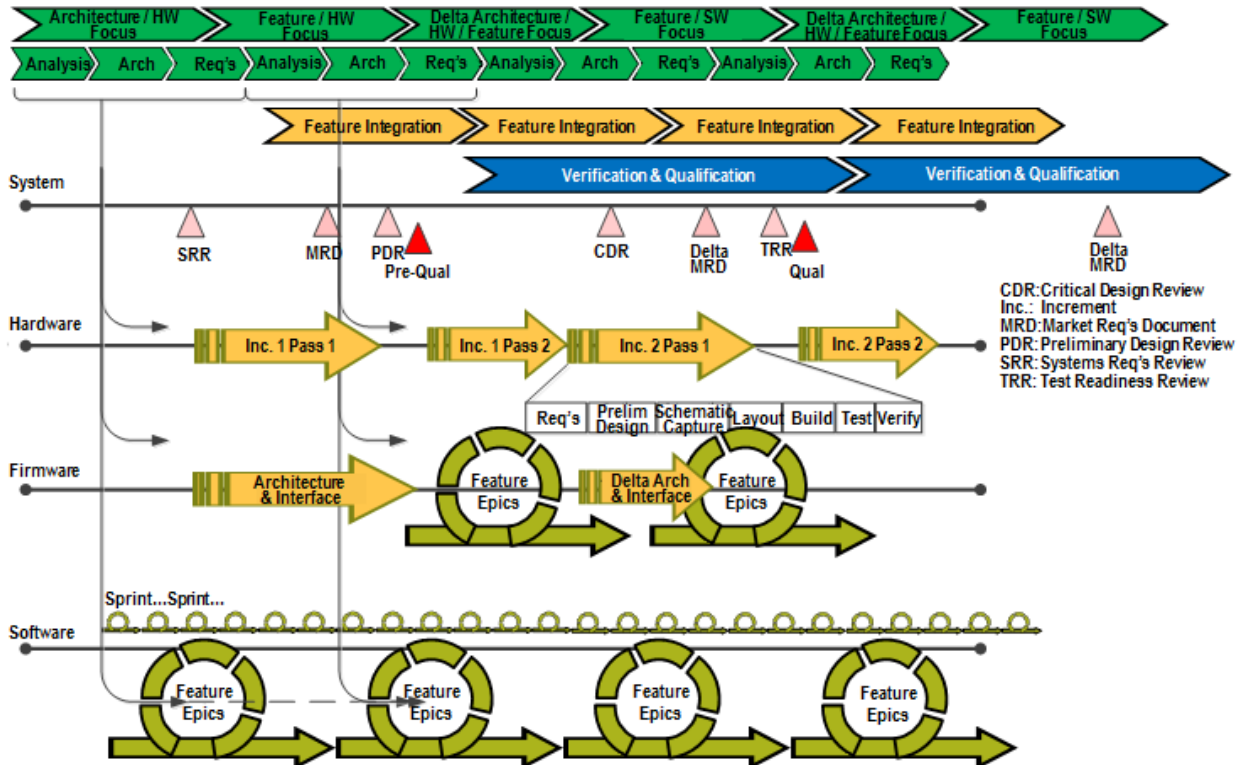 Architecture / HW
Focus
Feature / HW
Focus
Delta Architecture /
HW / Feature Focus
Feature / SW
Focus
Delta Architecture /
HW / Feature Focus
Feature / SW
Focus
Analysis
Arch
Req's
Analysis
Arch
Req's
Analysis
Arch
Req's
Analysis
Arch
Req's
Feature Integration
Feature Integration
Feature Integration
Feature Integration
Verification & Qualification
Verification & Qualification
System
SRR
MRD
PDR
Pre-Qual
CDR
Delta
MRD
TRR
Qual
Delta
MRD
CDR:Critical Design Review
Inc.: Increment
MRD:Market Req's Document
PDR:Preliminary Design Review
SRR:Systems Req's Review
TRR: Test Readiness Review
Hardware
Inc. 1 Pass 1
Inc. 1 Pass 2
Inc. 2 Pass 1
Inc. 2 Pass 2
Req's
Prelim
Design
Schematic
Capture
Layout
Build
Test
Verify
Firmware
Architecture
& Interface
Feature
Epics
Delta Arch
& Interface
Feature
Epics
Sprint...Sprint...
Software
Feature
Epics
Feature
Epics
Feature
Epics
Feature
Epics